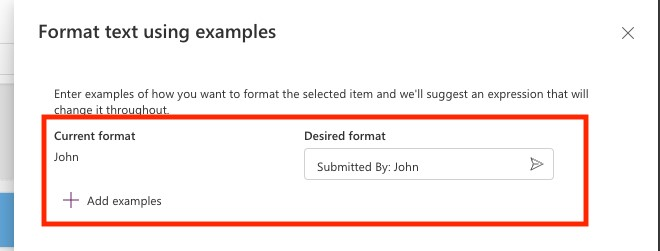 Format text using examples
Enter examples of how you want to format the selected item and we'll suggest an expression that will
change it throughout.
Current format
Desired format
John
Submitted By: John
Add examples